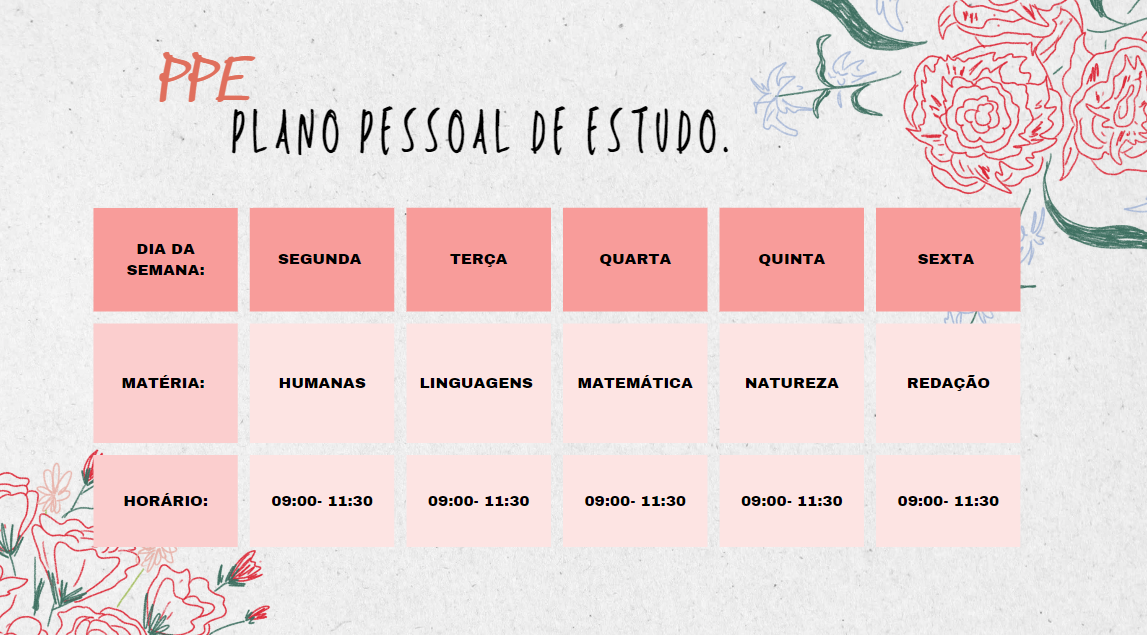 PPE
PLANO PESSOAL DE ESTUDO.
DIA DA
SEMANA:
SEGUNDA
TERÇA
QUARTA
QUINTA
SEXTA
MATÉRIA:
HUMANAS
LINGUAGENS
MATEMÁTICA
NATUREZA
REDAÇÃO
HORÁRIO:
09:00- 11:30
09:00- 11:30
09:00- 11:30
09:00- 11:30
09:00- 11:30